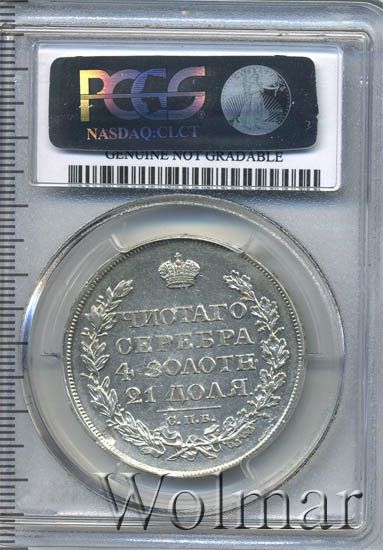 PCGS
NASDAQ:CLCT
GENUINE NOT GRADABLE
ЧИСТАГО
СЕРЕБРА
4 ЗОЛОТН
21 ДОЛЯ.
С.П.Б.
Wolmar